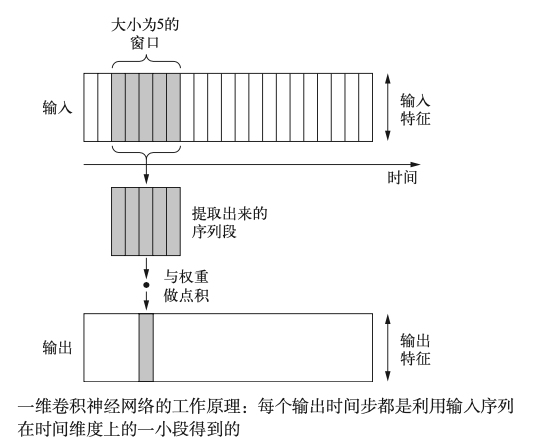 大小为5的
窗口
输入
输入
特征
时间
提取出来的
序列段
与权重
做点积
输出
输出
特征
一维卷积神经网络的工作原理：每个输出时间步都是利用输入序列
在时间维度上的一小段得到的